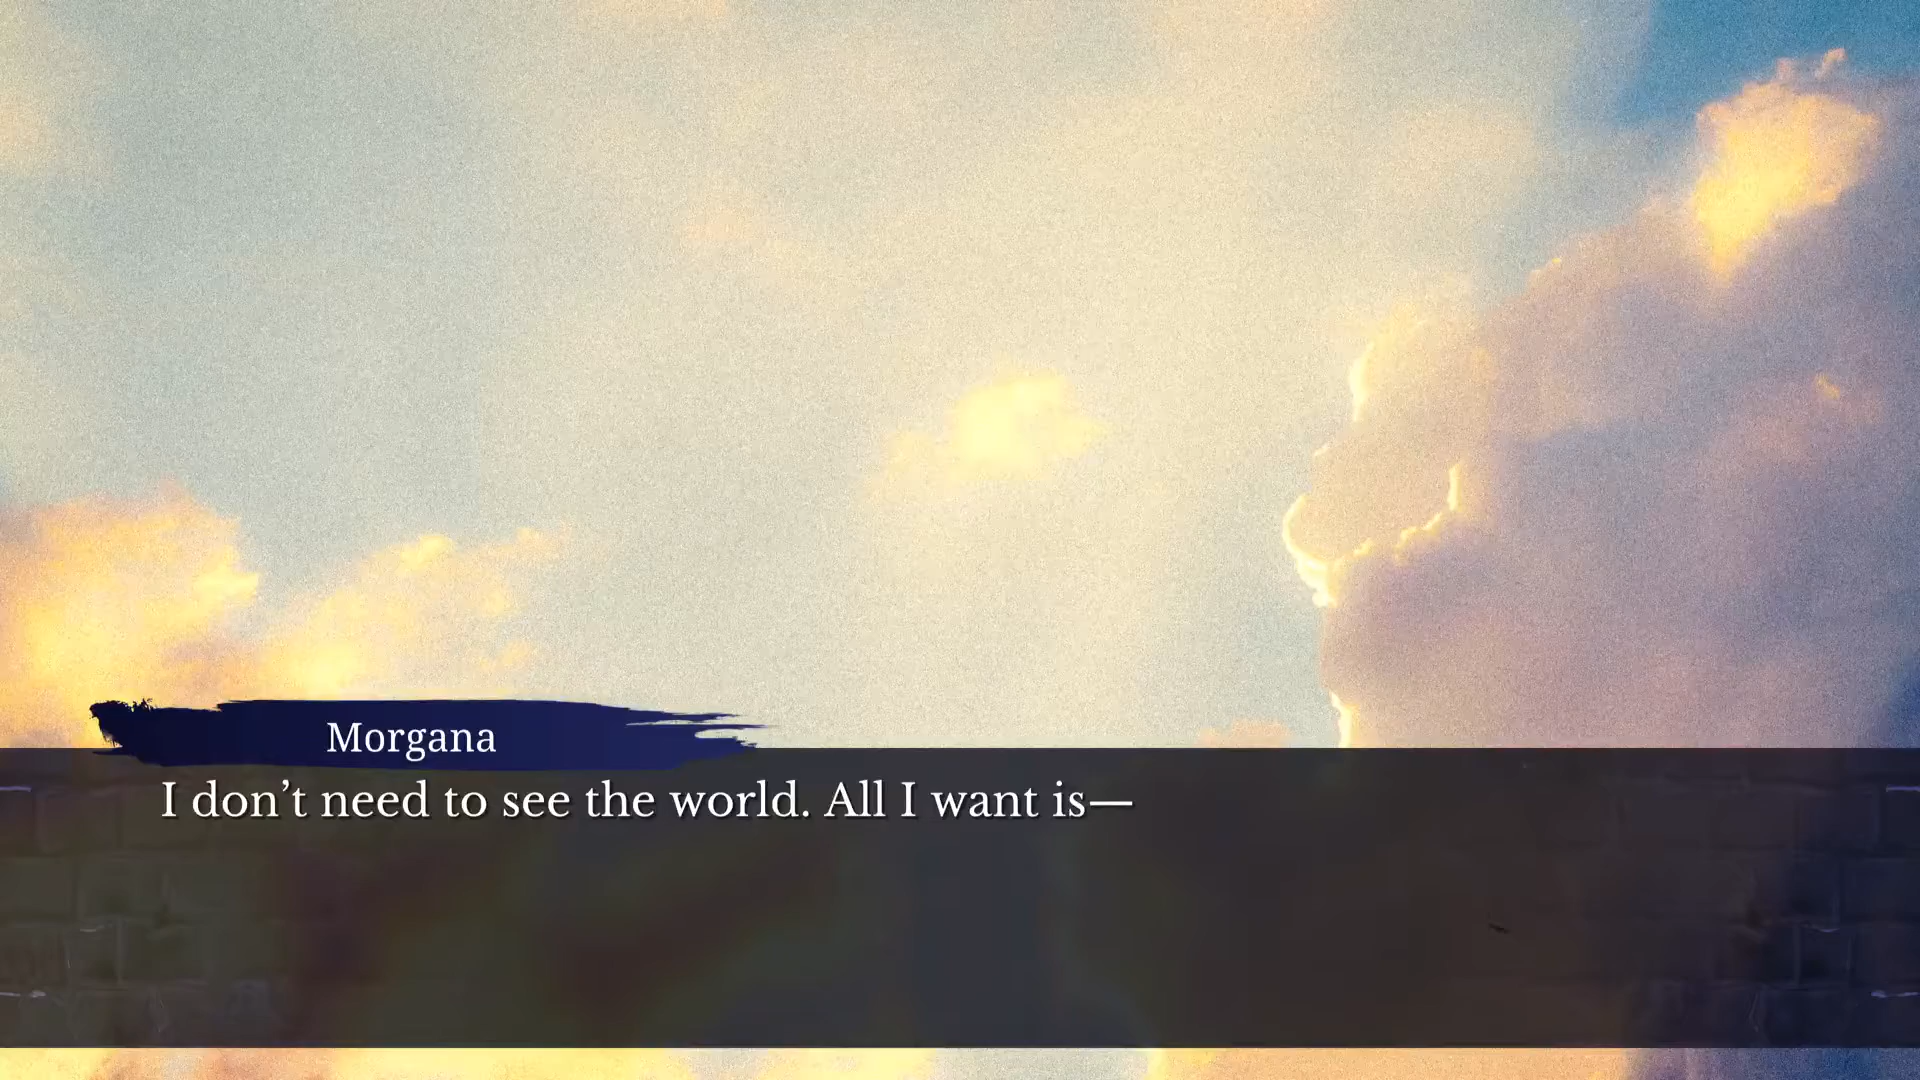 Morgana
I don’t need to see the world. All I want is—